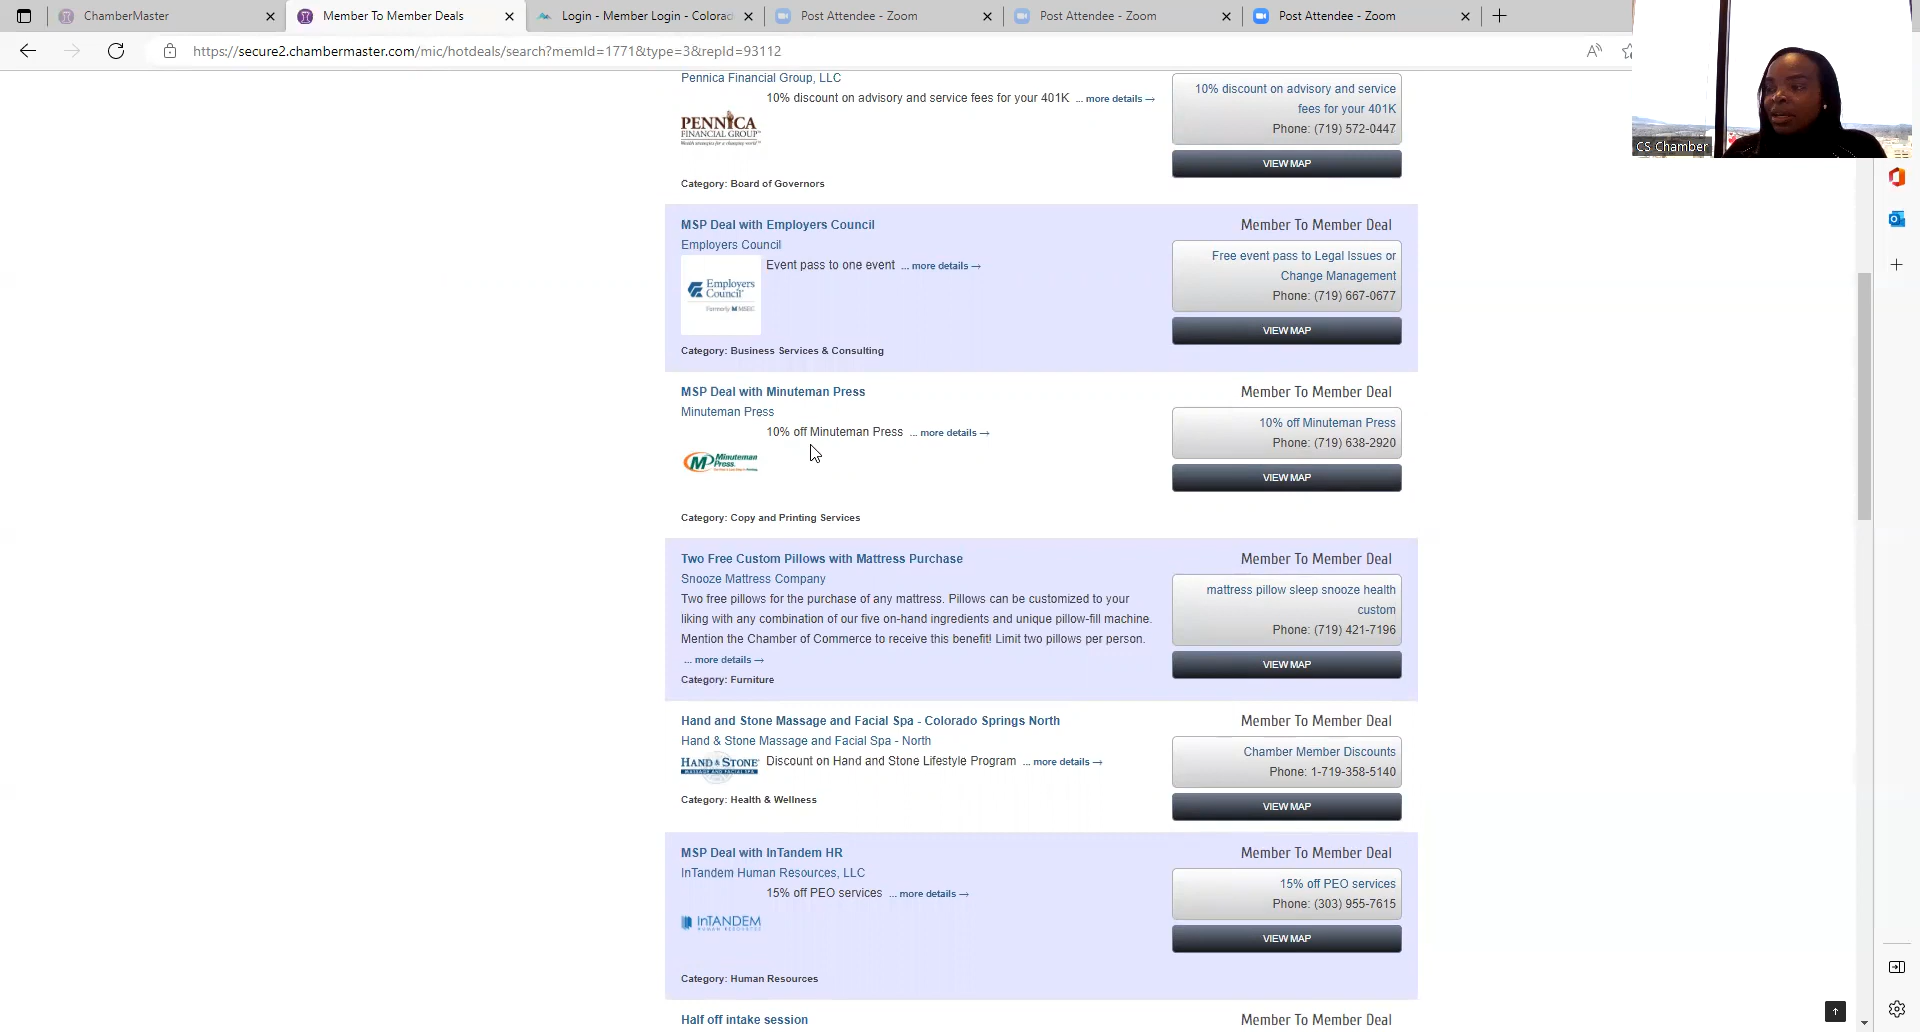 ChamberMaster
Member To Member Deals
Login - Member Login - Colorad
Post Attendee - Zoom
Post Attendee - Zoom
Post Attendee - Zoom
https://secure2.chambermaster.com/mic/hotdeals/search?memId=1771&type=3&repId=93112
CS Chamber
Pennica Financial Group, LLC
10% discount on advisory and service fees for your 401K ... more details →
PENNICA
FINANCIAL GROUP
Category: Board of Governors
10% discount on advisory and service
fees for your 401K
Phone: (719) 572-0447
VIEW MAP
MSP Deal with Employers Council
Employers Council
Event pass to one event ... more details →
Employers
Council
Category: Business Services & Consulting
Member To Member Deal
Free event pass to Legal Issues or
Change Management
Phone: (719) 667-0677
VIEW MAP
MSP Deal with Minuteman Press
Minuteman Press
10% off Minuteman Press ... more details →
Minuteman
Press
Category: Copy and Printing Services
Member To Member Deal
10% off Minuteman Press
Phone: (719) 638-2920
VIEW MAP
Two Free Custom Pillows with Mattress Purchase
Snooze Mattress Company
Two free pillows for the purchase of any mattress. Pillows can be customized to your
liking with any combination of our five on-hand ingredients and unique pillow-fill machine.
Mention the Chamber of Commerce to receive this benefit! Limit two pillows per person.
... more details →
Category: Furniture
Member To Member Deal
mattress pillow sleep snooze health
custom
Phone: (719) 421-7196
VIEW MAP
Hand and Stone Massage and Facial Spa - Colorado Springs North
Hand & Stone Massage and Facial Spa - North
Discount on Hand and Stone Lifestyle Program ... more details →
HAND & STONE
MASSAGE AND FACIAL SPA
Category: Health & Wellness
Member To Member Deal
Chamber Member Discounts
Phone: 1-719-358-5140
VIEW MAP
MSP Deal with InTandem HR
InTandem Human Resources, LLC
15% off PEO services ... more details →
InTANDEM
HUMAN RESOURCES
Category: Human Resources
Member To Member Deal
15% off PEO services
Phone: (303) 955-7615
VIEW MAP
Half off intake session
Member To Member Deal